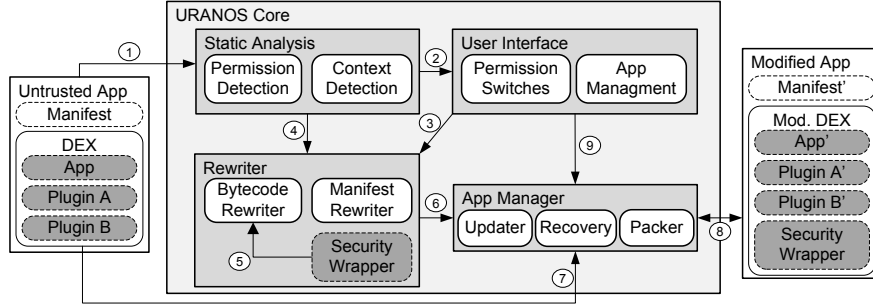 URANOS Core
1
Static Analysis
Permission
Detection
Context
Detection
2
User Interface
Permission
Switches
App
Managment
Untrusted App
Manifest
DEX
App
Plugin A
Plugin B
4
3
9
Rewriter
Bytecode
Rewriter
Manifest
Rewriter
5
Security
Wrapper
6
App Manager
Updater
Recovery
Packer
7
8
Modified App
Manifest'
Mod. DEX
App'
Plugin A'
Plugin B'
Security
Wrapper